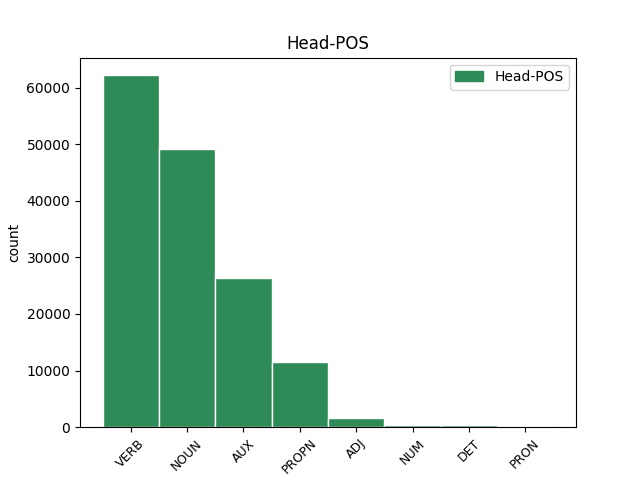 Head-POS
Head-POS
count
60000
50000
40000
30000
20000
10000
0
VERB
NOUN
AUX
PROPN
ADJ
NUM
DET
PRON